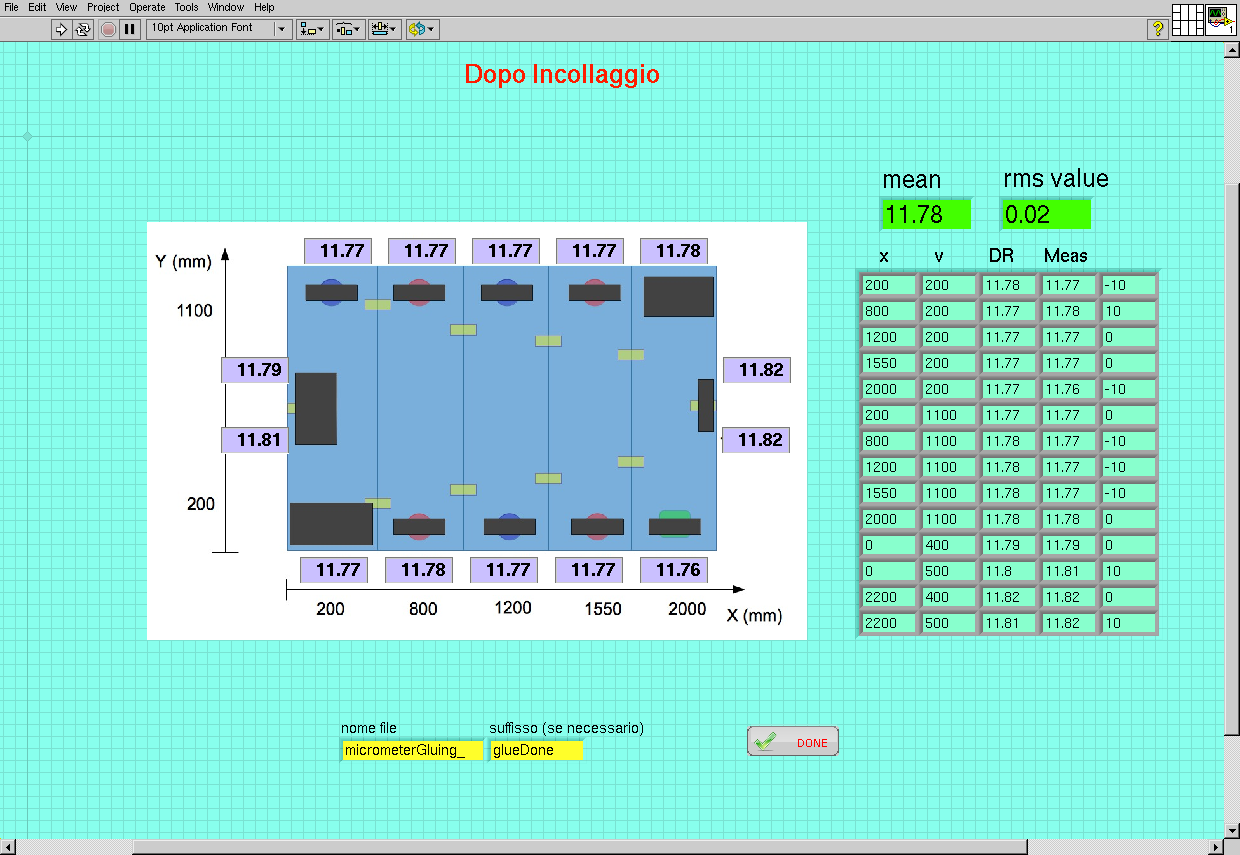 File Edit View Project Operate Tools Window Help
10pt Application Font
?
1
Dopo Incollaggio
mean rms value
11.78 0.02
x v DR Meas
200 200 11.78 11.77 -10
800 200 11.77 11.78 10
1200 200 11.77 11.77 0
1550 200 11.77 11.77 0
2000 200 11.77 11.76 -10
200 1100 11.77 11.77 0
800 1100 11.78 11.77 -10
1200 1100 11.78 11.77 -10
1550 1100 11.78 11.77 -10
2000 1100 11.78 11.78 0
0 400 11.79 11.79 0
0 500 11.8 11.81 10
2200 400 11.82 11.82 0
2200 500 11.81 11.82 10
11.77 11.77 11.77 11.77 11.78
Y (mm)
1100
11.79 11.82
11.81 11.82
200
11.77 11.78 11.77 11.77 11.76
200 800 1200 1550 2000
X (mm)
nome file suffisso (se necessario)
micrometerGluing_ glueDone
DONE